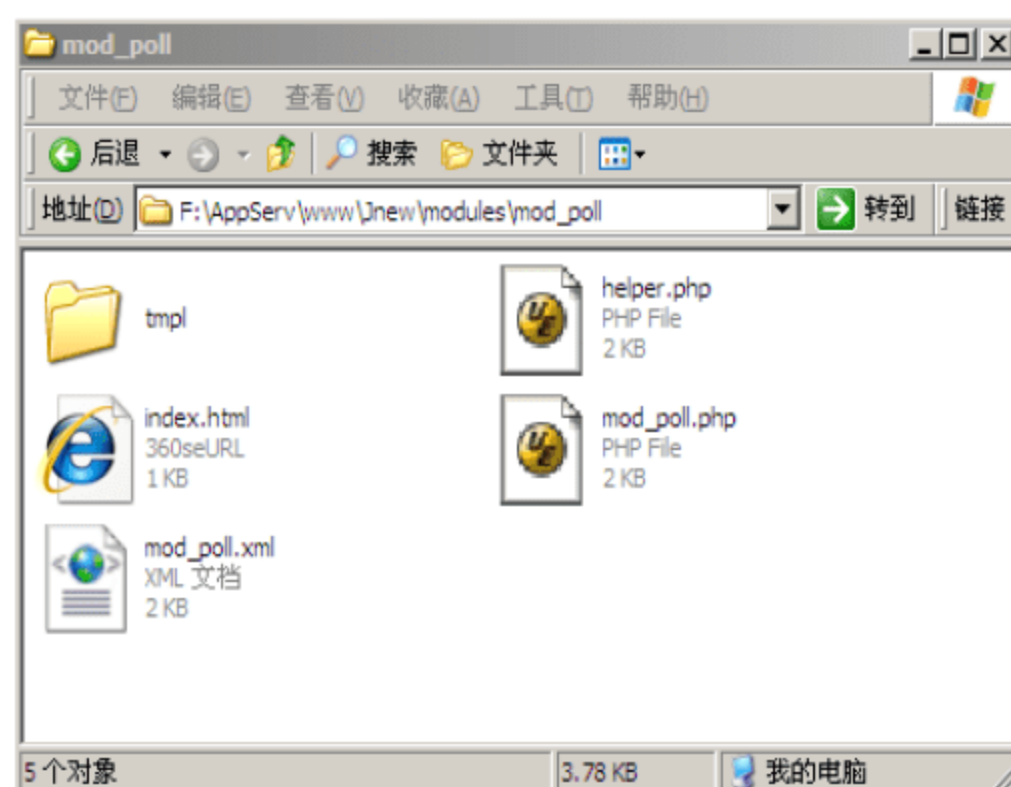 mod_poll
文件(F) 编辑(E) 查看(V) 收藏(A) 工具(T) 帮助(H)
后退 搜索 文件夹
地址(D) F:\AppServ\www\Jnew\modules\mod_poll 转到 链接
tmpl
helper.php
PHP File
2 KB
index.html
360seURL
1 KB
mod_poll.php
PHP File
2 KB
mod_poll.xml
XML 文档
2 KB
5 个对象 3.78 KB 我的电脑